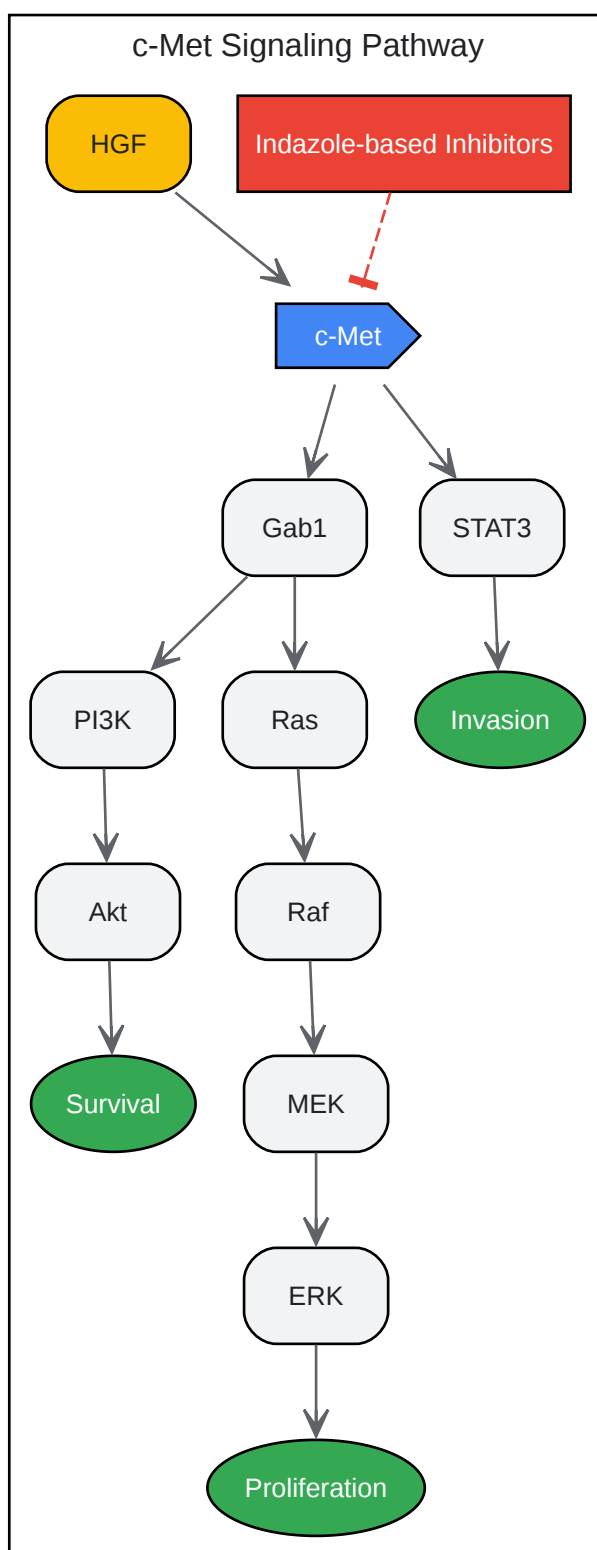 c-Met Signaling Pathway
HGF
Indazole-based Inhibitors
c-Met
Gab1
STAT3
PI3K
Ras
Invasion
Akt
Raf
Survival
MEK
ERK
Proliferation